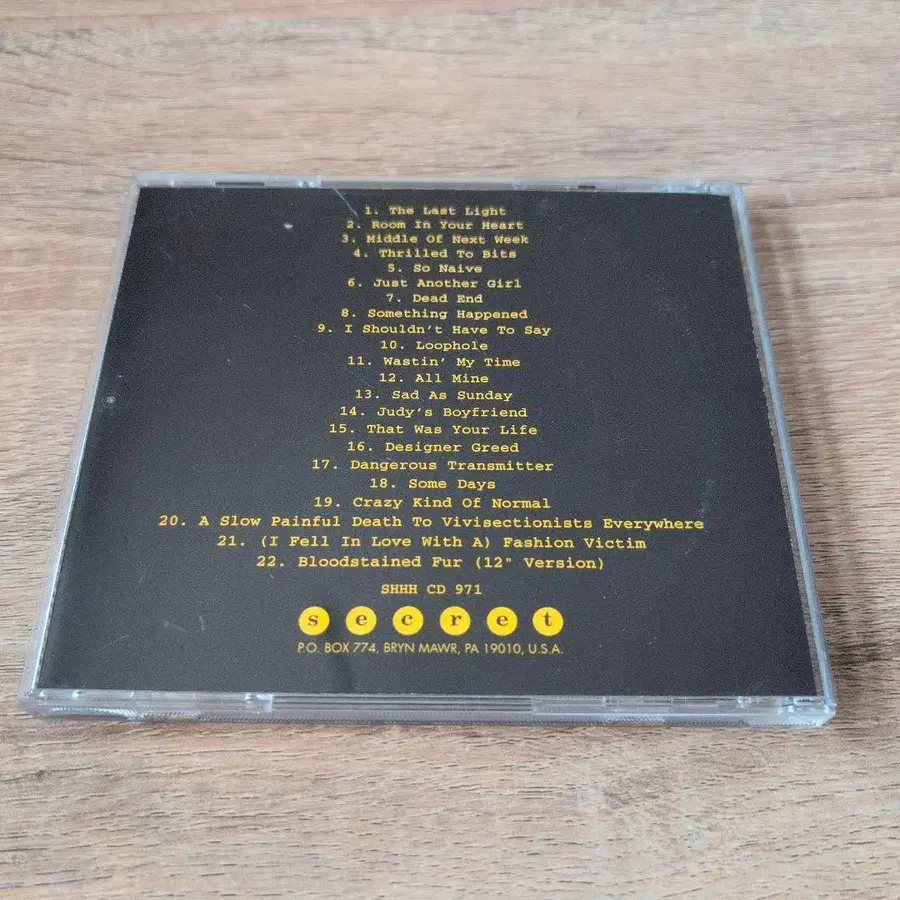 1. The Last Light
2. Room In Your Heart
3. Middle Of Next Week
4. Thrilled To Bits
5. So Naive
6. Just Another Girl
7. Dead End
8. Something Happened
9. I Shouldn't Have To Say
10. Loophole
11. Wastin' My Time
12. All Mine
13. Sad As Sunday
14. Judy's Boyfriend
15. That Was Your Life
16. Designer Greed
17. Dangerous Transmitter
18. Some Days
19. Crazy Kind Of Normal
20. A Slow Painful Death To Vivisectionists Everywhere
21. (I Fell In Love With A) Fashion Victim
22. Bloodstained Fur (12" Version)
SHHH CD 971
secret
P.O. BOX 774, BRYN MAWR, PA 19010, U.S.A.